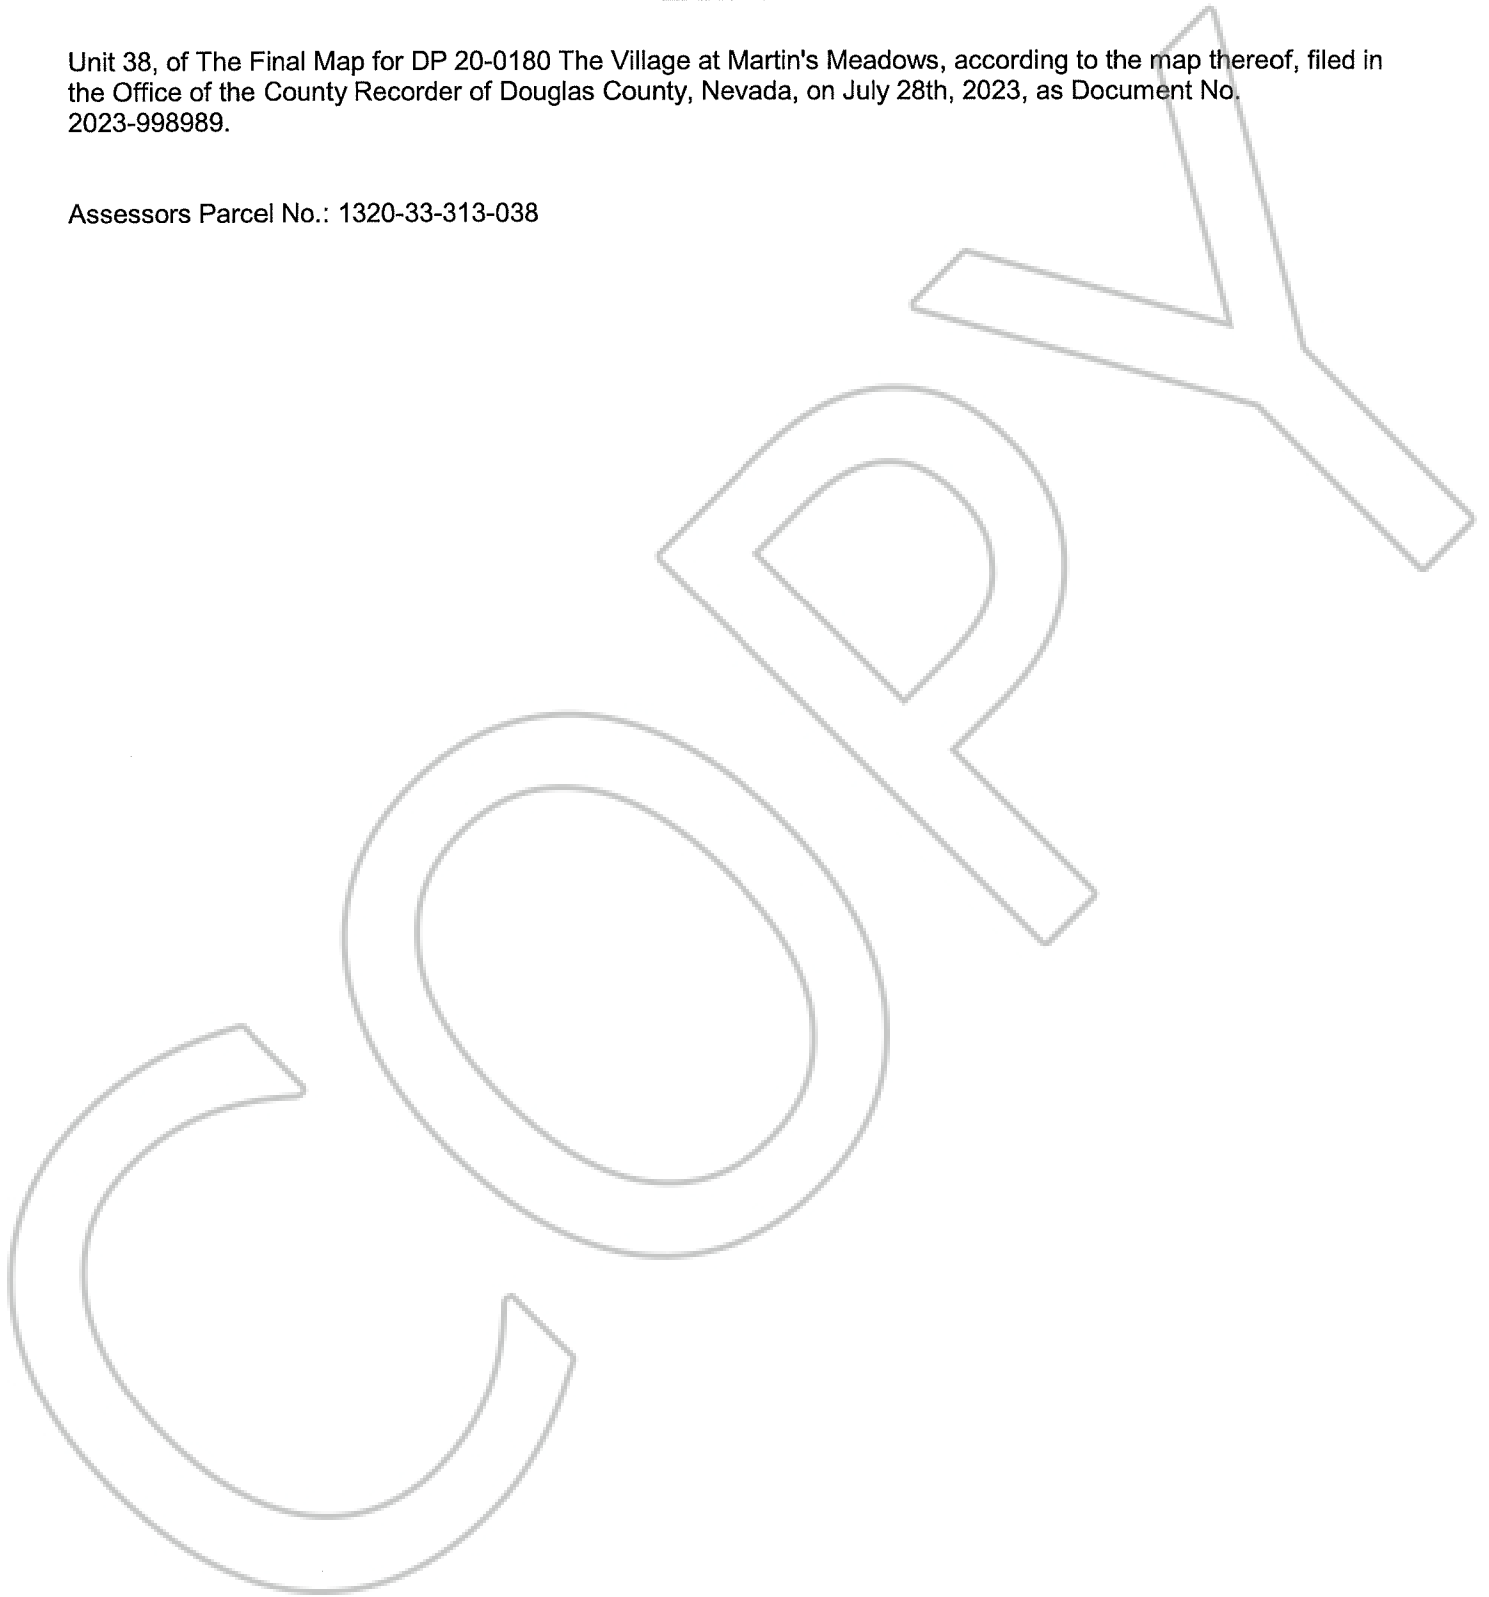 Unit 38, of The Final Map for DP 20-0180 The Village at Martin's Meadows, according to the map thereof, filed in
the Office of the County Recorder of Douglas County, Nevada, on July 28th, 2023, as Document No.
2023-998989.
Assessors Parcel No.: 1320-33-313-038
COPY